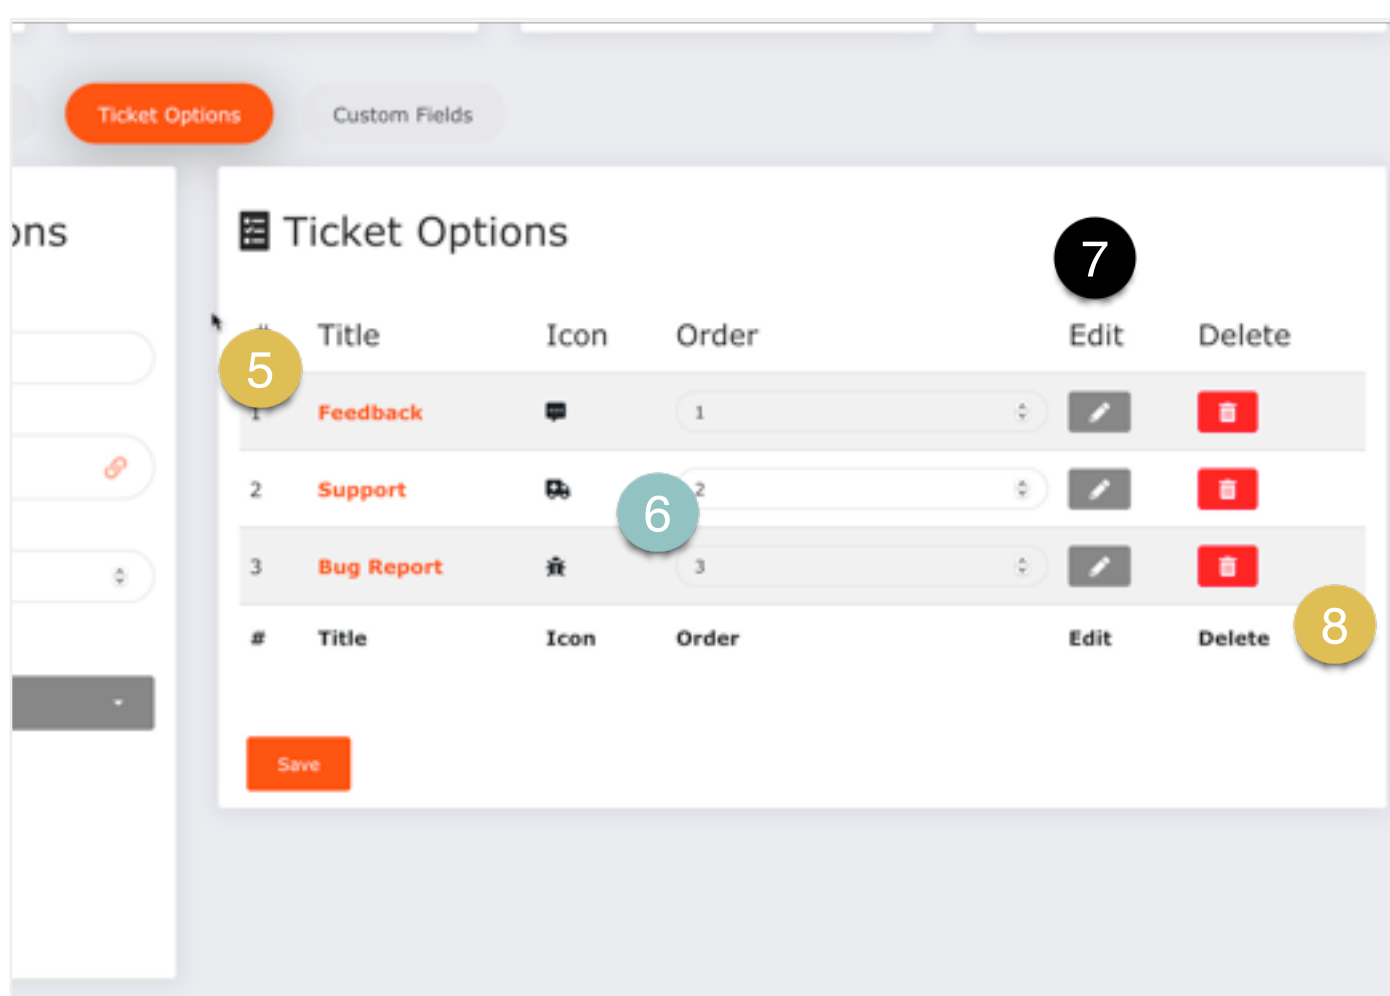 Ticket Options
Custom Fields
ons
Ticket Options
7
# Title Icon Order Edit Delete
5
1 Feedback 1
2 Support 2
6
3 Bug Report 3
8
# Title Icon Order Edit Delete
Save